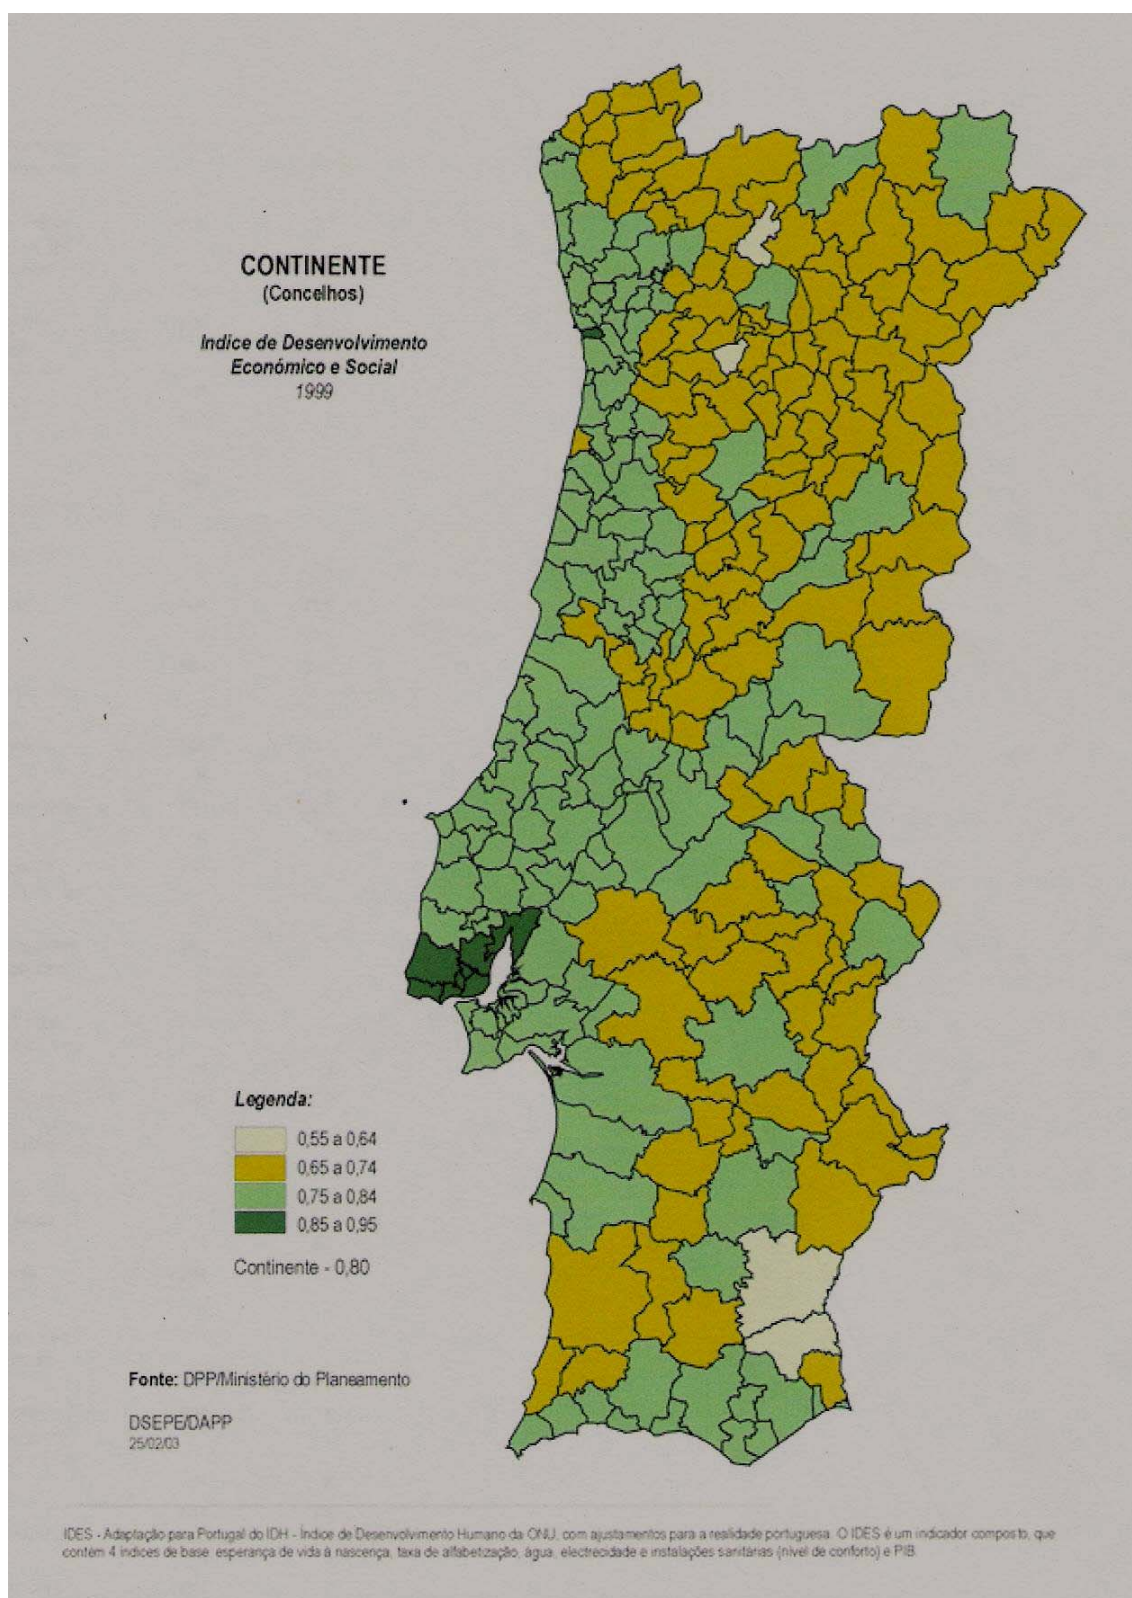 CONTINENTE
(Concelhos)
Indice de Desenvolvimento
Económico e Social
1999
Legenda:
0,55 a 0,64
0,65 a 0,74
0,75 a 0,84
0,85 a 0,95
Continente - 0,80
Fonte: DPP/Ministério do Planeamento
DSEPE/DAPP
25/02/03
IDES - Adaptação para Portugal do IDH - Índice de Desenvolvimento Humano da ONU, com ajustamentos para a realidade portuguesa. O IDES é um indicador composto, que
contém 4 indices de base: esperança de vida à nascença, taxa de alfabetização, água, electrecidade e instalações sanitárias (nível de conforto) e PIB.